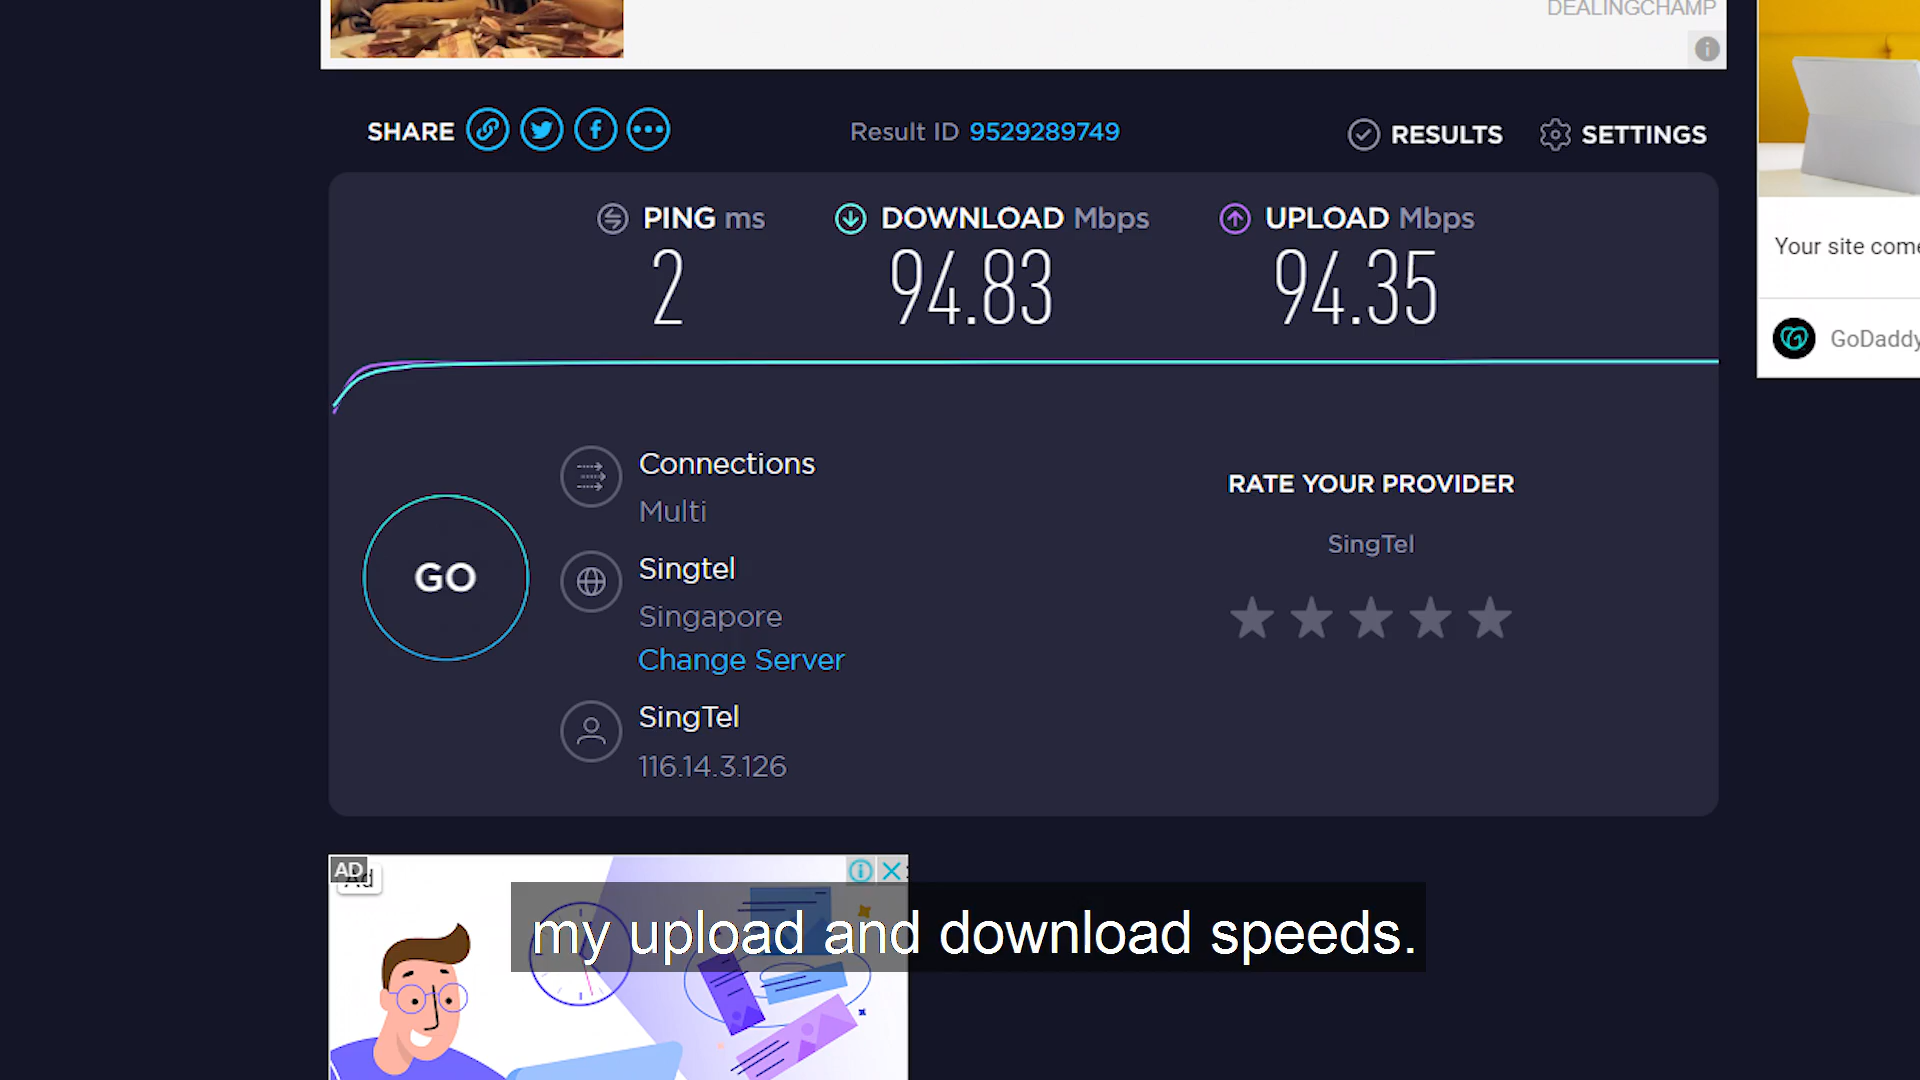 DEALINGCHAMP
SHARE
Result ID 9529289749
RESULTS
SETTINGS
PING ms
2
DOWNLOAD Mbps
94.83
UPLOAD Mbps
94.35
Your site come
GoDaddy
GO
Connections
Multi
Singtel
Singapore
Change Server
SingTel
116.14.3.126
RATE YOUR PROVIDER
SingTel
AD
Ad
my upload and download speeds.